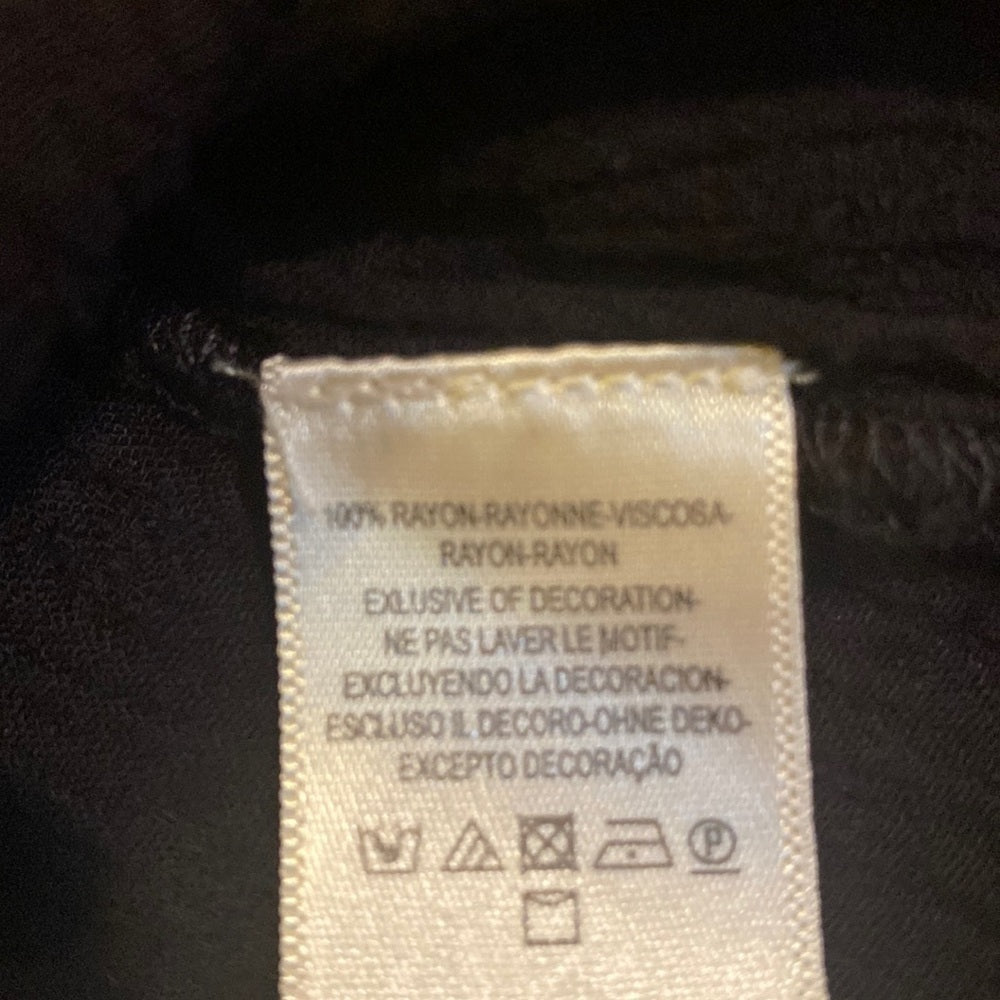 100% RAYON-RAYONNE-VISCOSA-
RAYON-RAYON
EXLUSIVE OF DECORATION-
NE PAS LAVER LE MOTIF-
EXCLUYENDO LA DECORACION-
ESCLUSO IL DECORO-OHNE DEKO-
EXCEPTO DECORAÇÃO
P